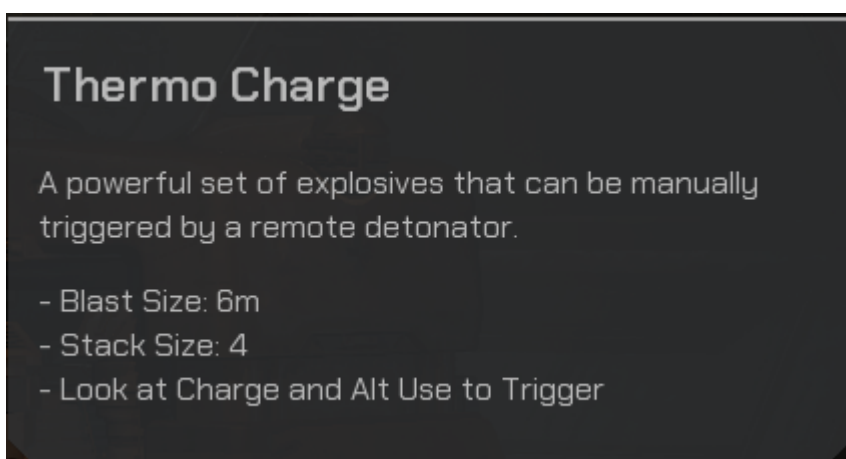 Thermo Charge
A powerful set of explosives that can be manually
triggered by a remote detonator.
- Blast Size: 6m
- Stack Size: 4
- Look at Charge and Alt Use to Trigger